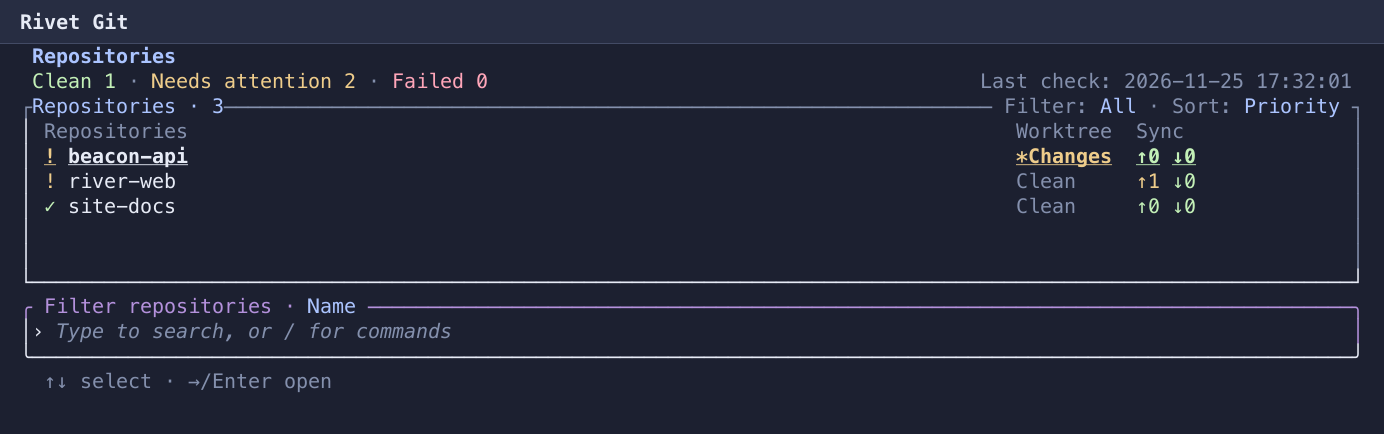 Rivet Git
Repositories
Clean 1 · Needs attention 2 · Failed 0 Last check: 2026-11-25 17:32:01
Repositories · 3 Filter: All · Sort: Priority
Repositories Worktree Sync
! beacon-api *Changes ↑0 ↓0
! river-web Clean ↑1 ↓0
✓ site-docs Clean ↑0 ↓0
Filter repositories · Name
› Type to search, or / for commands
↑↓ select · →/Enter open